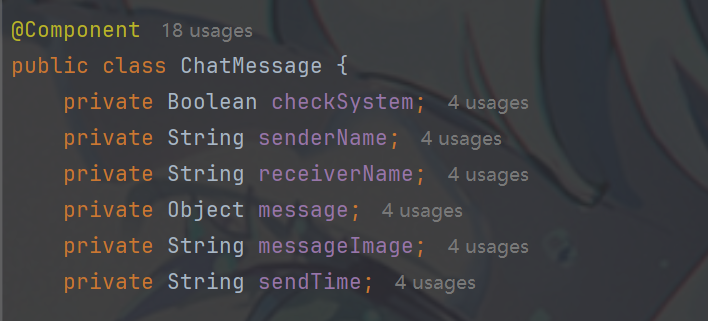 @Component 18 usages
public class ChatMessage {
private Boolean checkSystem; 4 usages
private String senderName; 4 usages
private String receiverName; 4 usages
private Object message; 4 usages
private String messageImage; 4 usages
private String sendTime; 4 usages